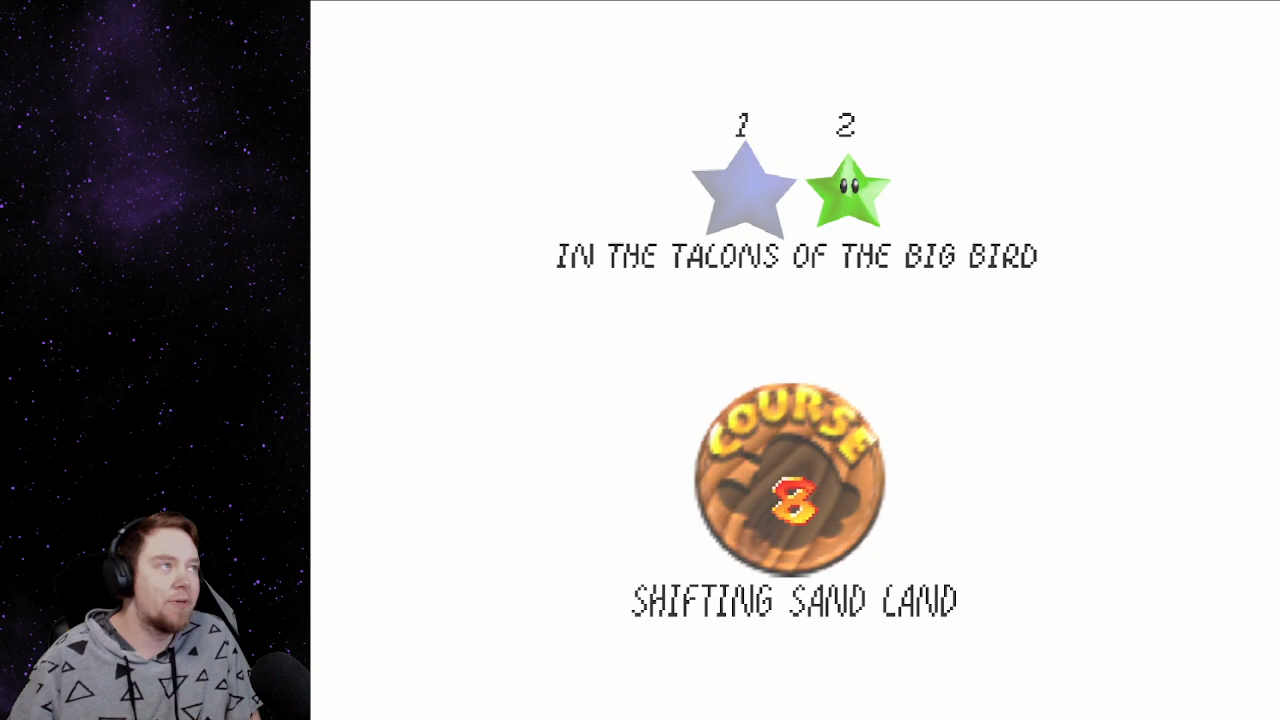 1 2
IN THE TALONS OF THE BIG BIRD
COURSE
8
SHIFTING SAND LAND